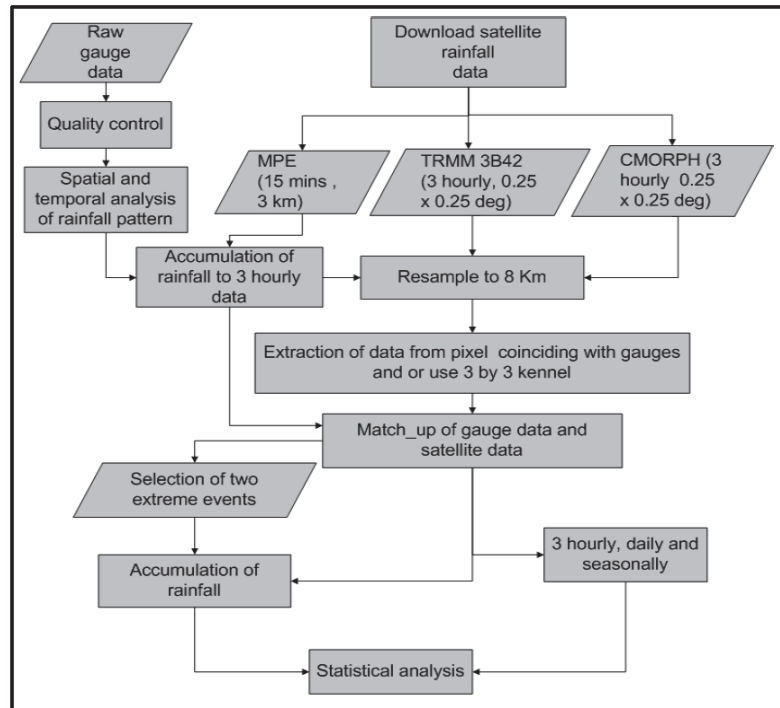 Raw
gauge
data
Download satellite
rainfall
data
Quality control
MPE
(15 mins , 
3 km)
TRMM 3B42
(3 hourly, 0.25
x 0.25 deg)
CMORPH (3
hourly 0.25
x 0.25 deg)
Spatial and
temporal analysis
of rainfall pattern
Accumulation of
rainfall to 3 hourly
data
Resample to 8 Km
Extraction of data from pixel coinciding with gauges
and or use 3 by 3 kennel
Match_up of gauge data and
satellite data
Selection of two
extreme events
3 hourly, daily and
seasonally
Accumulation of
rainfall
Statistical analysis